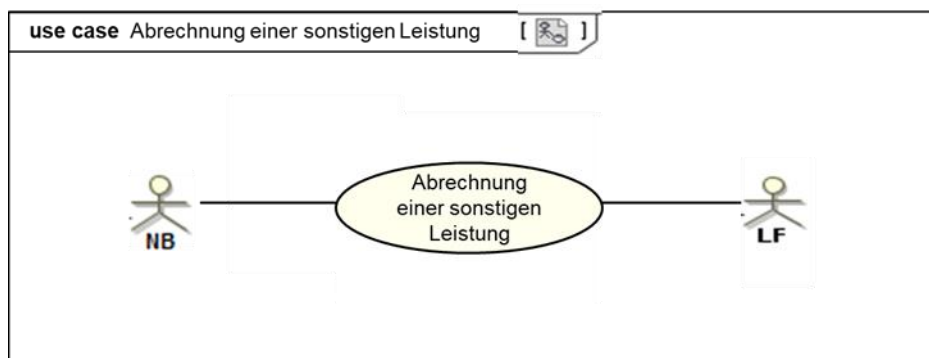 use case Abrechnung einer sonstigen Leistung [ ]
Abrechnung
einer sonstigen
Leistung
NB
LF